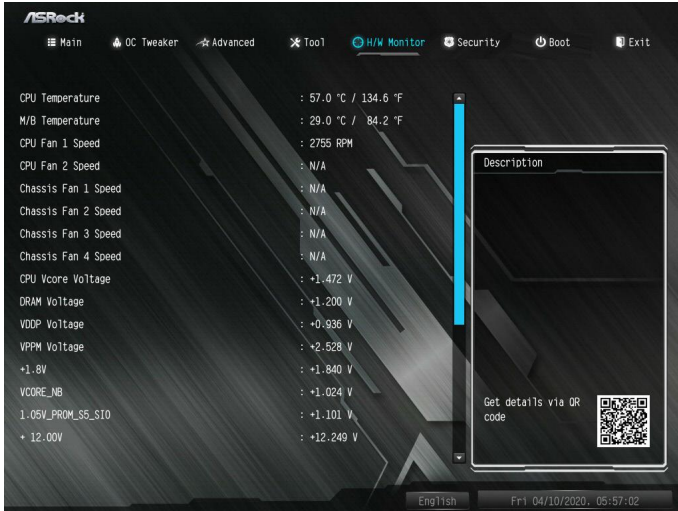 ASRock
Main OC Tweaker Advanced Tool H/W Monitor Security Boot Exit
CPU Temperature : 57.0 °C / 134.6 °F
M/B Temperature : 29.0 °C / 84.2 °F
CPU Fan 1 Speed : 2755 RPM
CPU Fan 2 Speed : N/A
Chassis Fan 1 Speed : N/A
Chassis Fan 2 Speed : N/A
Chassis Fan 3 Speed : N/A
Chassis Fan 4 Speed : N/A
CPU Vcore Voltage : +1.472 V
DRAM Voltage : +1.200 V
VDDP Voltage : +0.936 V
VPPM Voltage : +2.528 V
+1.8V : +1.840 V
VCORE_NB : +1.024 V
1.05V_PROM_S5_SIO : +1.101 V
+ 12.00V : +12.249 V
Description
Get details via QR
code
English Fri 04/10/2020. 05:57:02